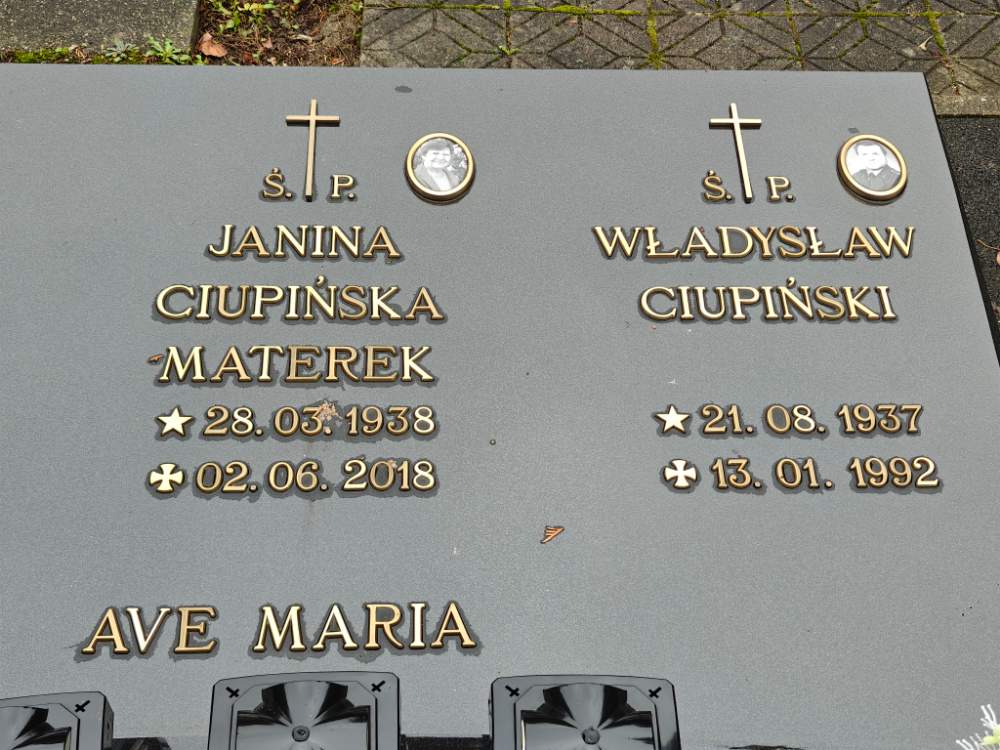 Ś. P.
JANINA
CIUPIŃSKA
MATEREK
28. 03. 1938
02. 06. 2018
Ś. P.
WŁADYSŁAW
CIUPIŃSKI
21. 08. 1937
13. 01. 1992
AVE MARIA